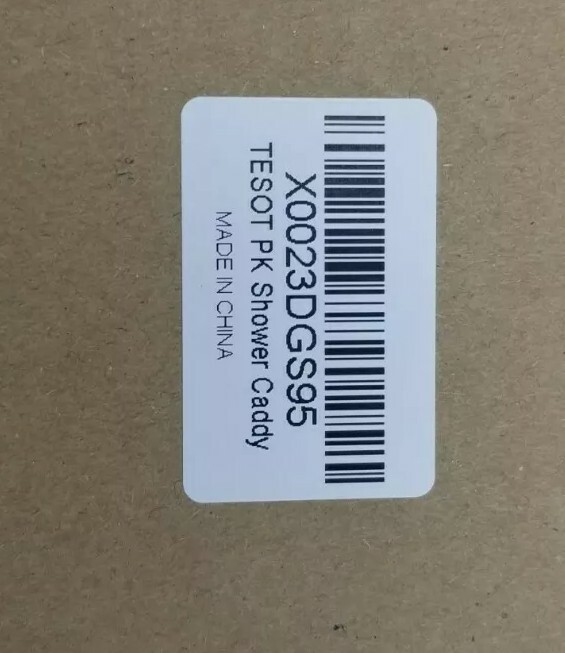 X0023DGS95
TESOT PK Shower Caddy
MADE IN CHINA